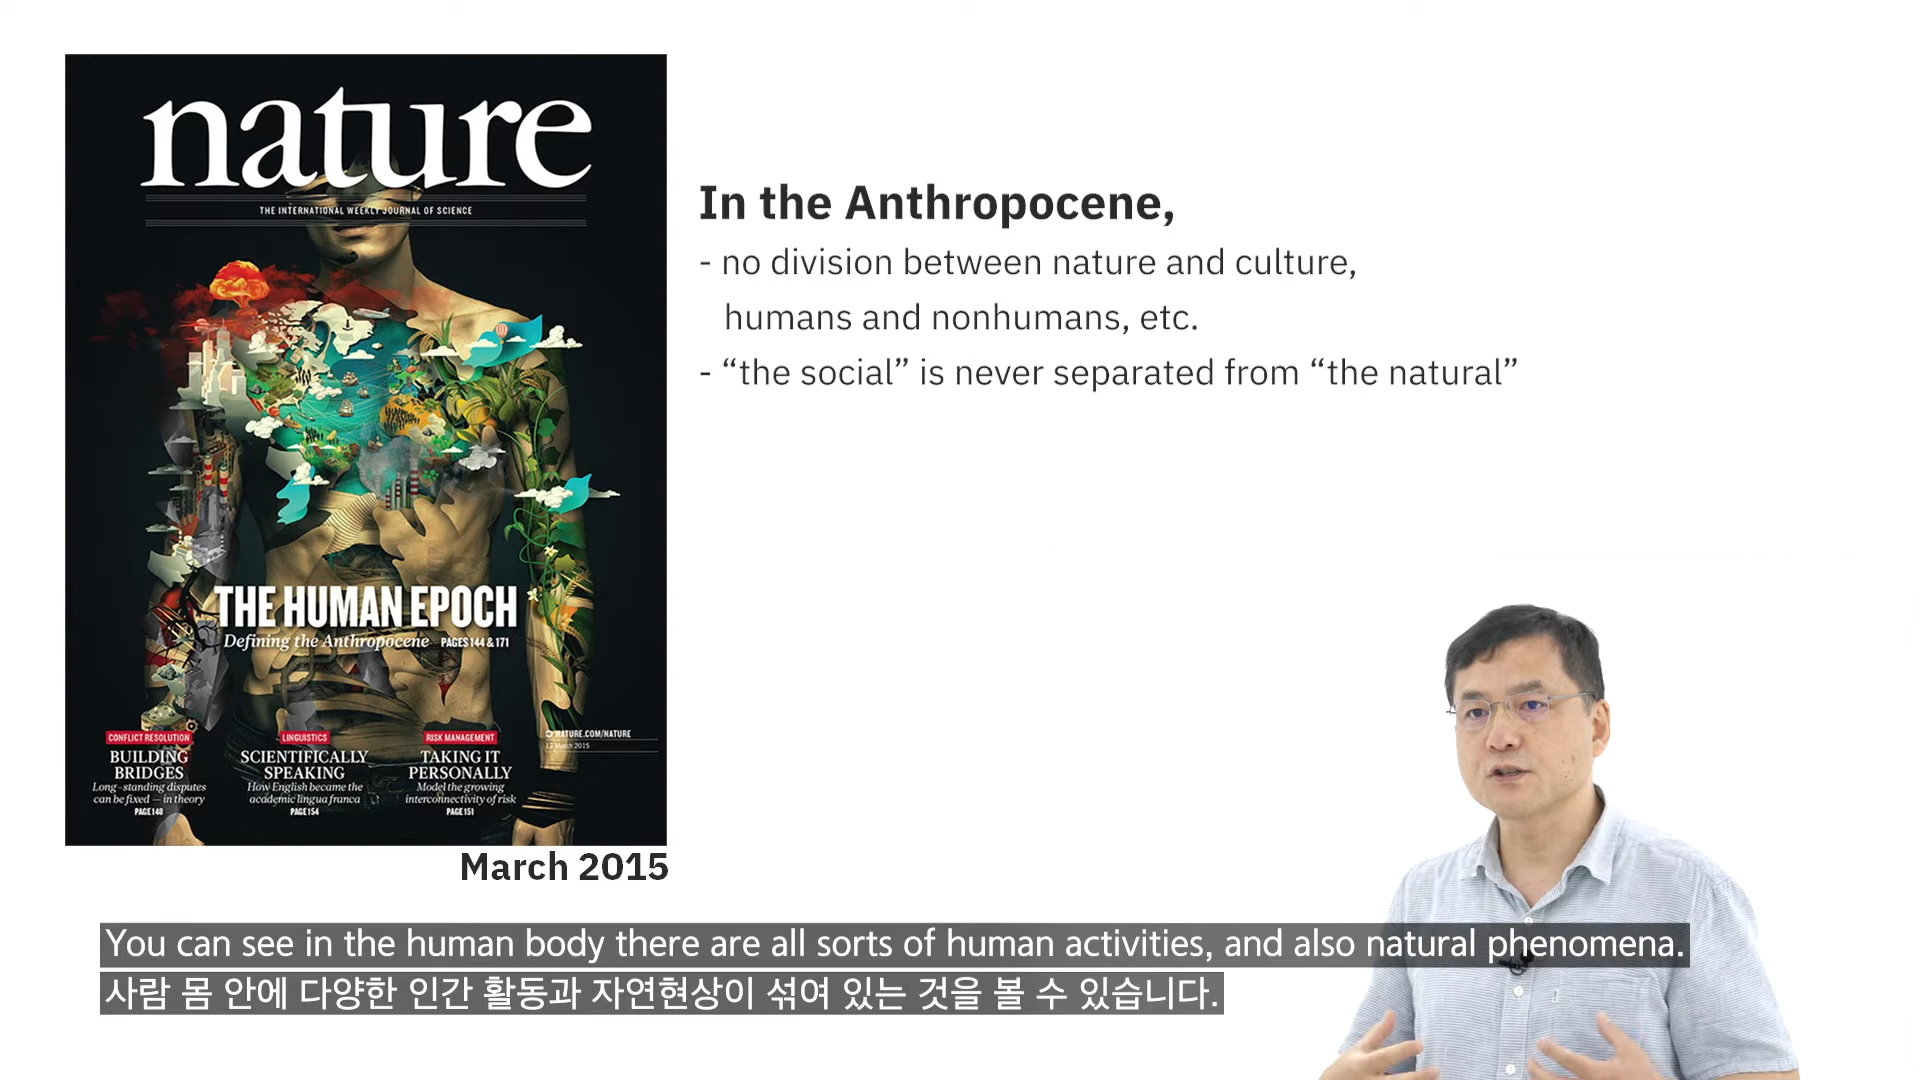 nature
THE INTERNATIONAL WEEKLY JOURNAL OF SCIENCE
THE HUMAN EPOCH
Defining the Anthropocene PAGES 144 & 171
CONFLICT RESOLUTION
BUILDING
BRIDGES
Long-standing disputes
can be fixed — in theory
PAGE 148
LINGUISTICS
SCIENTIFICALLY
SPEAKING
How English became the
academic lingua franca
PAGE 154
RISK MANAGEMENT
TAKING IT
PERSONALLY
Model the growing
interconnectivity of risk
PAGE 151
NATURE.COM/NATURE
12 March 2015
March 2015
In the Anthropocene,
- no division between nature and culture,
humans and nonhumans, etc.
- “the social” is never separated from “the natural”
You can see in the human body there are all sorts of human activities, and also natural phenomena.
사람 몸 안에 다양한 인간 활동과 자연현상이 섞여 있는 것을 볼 수 있습니다.